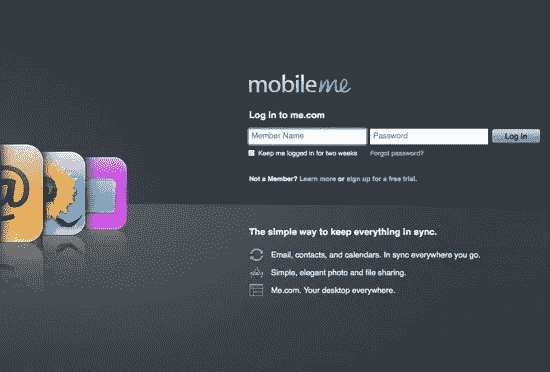 mobileme
Log in to me.com
Member Name Password Log in
Keep me logged in for two weeks Forgot password?
Not a Member? Learn more or sign up for a free trial.
@
The simple way to keep everything in sync.
Email, contacts, and calendars. In sync everywhere you go.
Simple, elegant photo and file sharing.
Me.com. Your desktop everywhere.